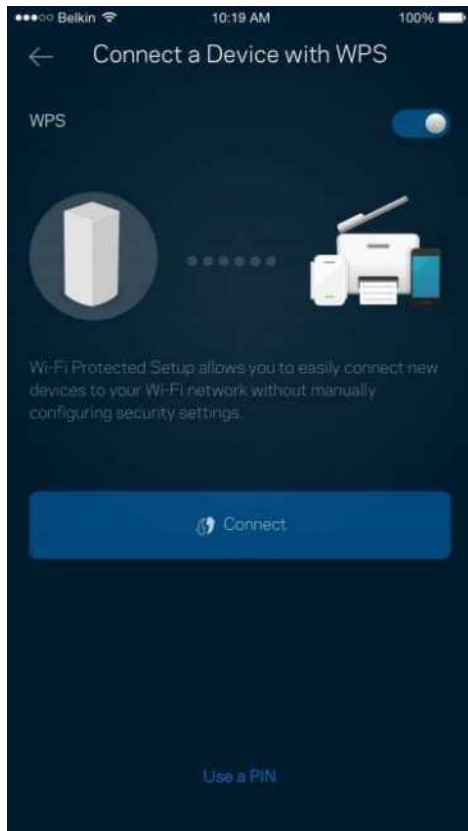 Belkin 10:19 AM 100%
Connect a Device with WPS
WPS
Wi-Fi Protected Setup allows you to easily connect new
devices to your Wi-Fi network without manually
configuring security settings.
Connect
Use a PIN